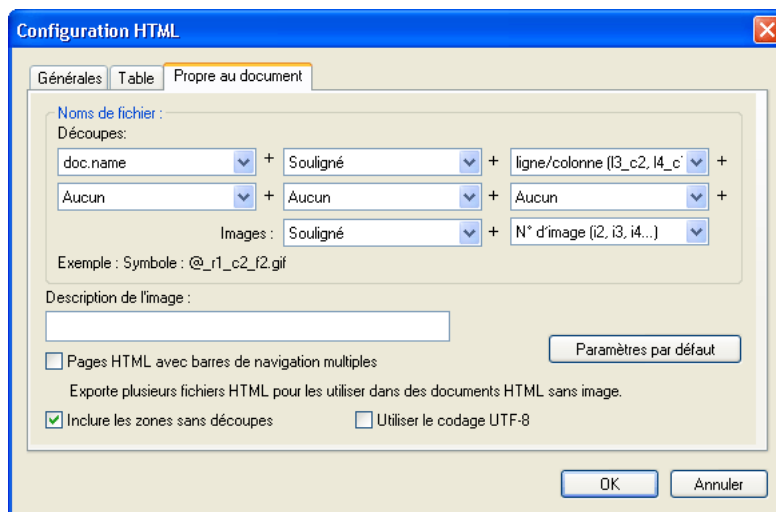 Configuration HTML
Générales Table Propre au document
Noms de fichier :
Découpes:
doc.name + Souligné + ligne/colonne (l3_c2, l4_c +
Aucun + Aucun + Aucun +
Images : Souligné + N° d'image (i2, i3, i4...)
Exemple : Symbole : @_r1_c2_f2.gif
Description de l'image :
Paramètres par défaut
Pages HTML avec barres de navigation multiples
Exporte plusieurs fichiers HTML pour les utiliser dans des documents HTML sans image.
Inclure les zones sans découpes Utiliser le codage UTF-8
OK Annuler